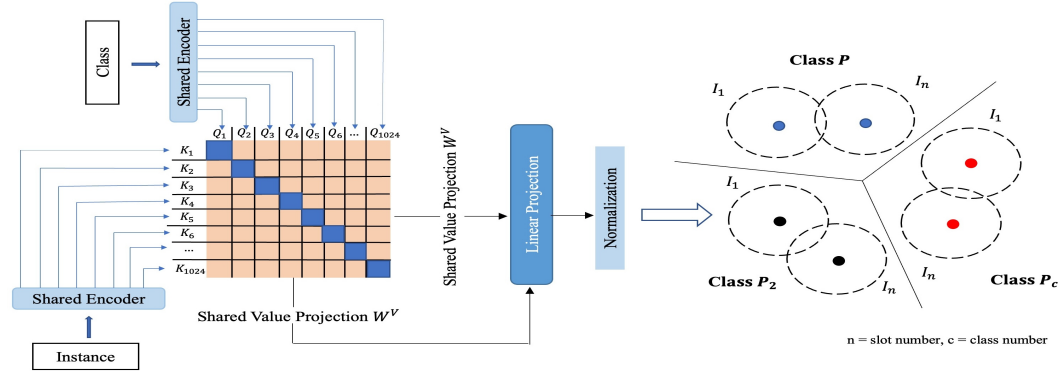 Class
Shared Encoder
Q1 Q2 Q3 Q4 Q5 Q6 ... Q1024
K1
K2
K3
K4
K5
K6
...
K1024
Shared Encoder
Instance
Shared Value Projection W^V
Shared Value Projection W^V
Linear Projection
Normalization
Class P
I1
In
I1
In
Class P2
I1
In
Class Pc
n = slot number, c = class number